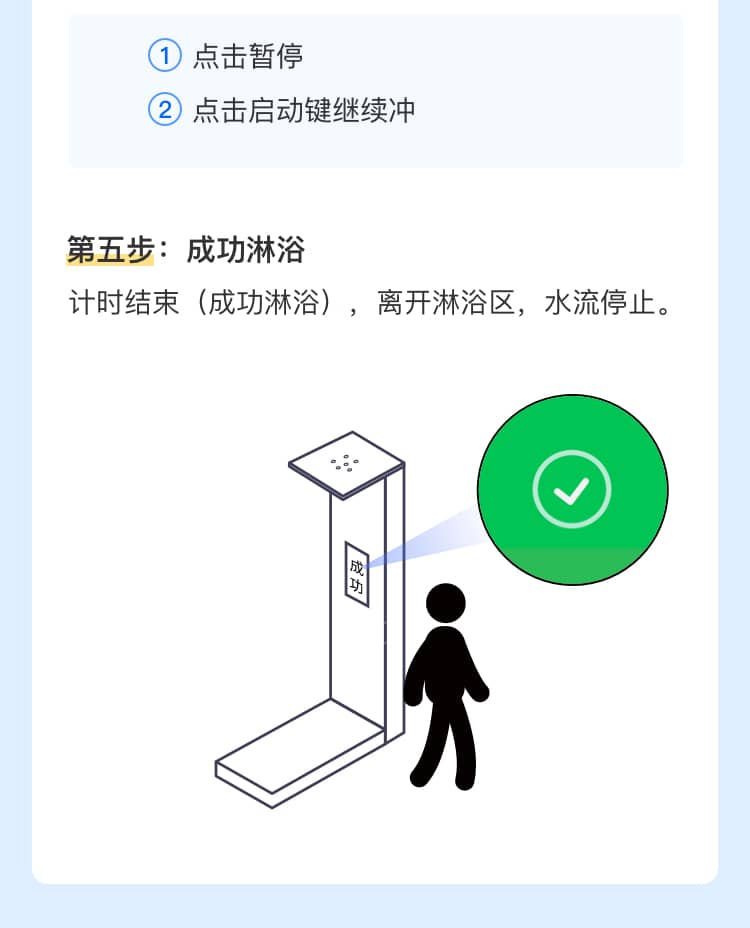 ① 点击暂停
② 点击启动键继续冲
第五步：成功淋浴
计时结束（成功淋浴），离开淋浴区，水流停止。
成
功